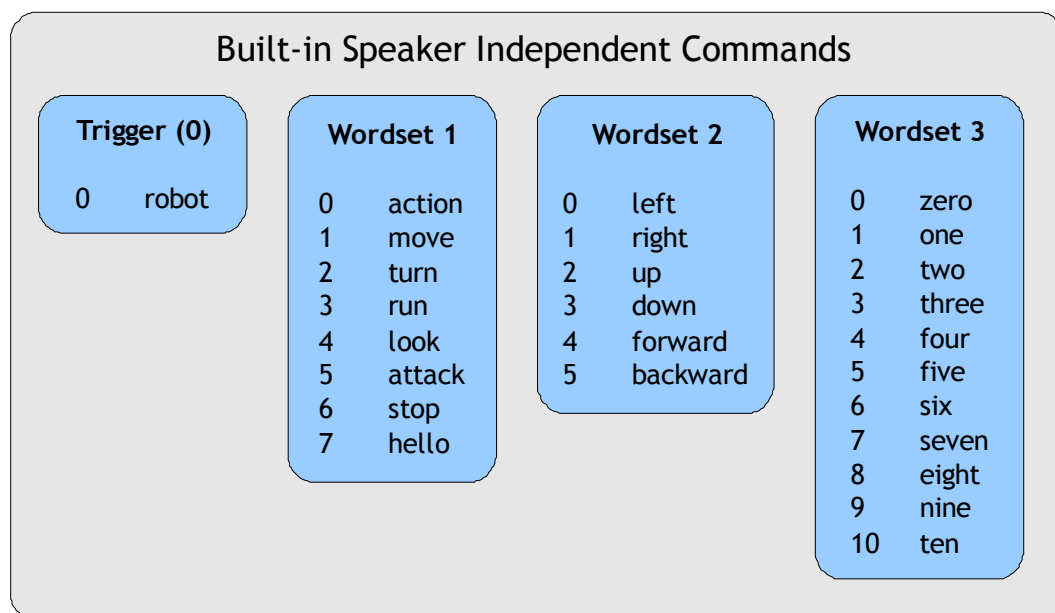 Built-in Speaker Independent Commands
Trigger (0)
0 robot
Wordset 1
0 action
1 move
2 turn
3 run
4 look
5 attack
6 stop
7 hello
Wordset 2
0 left
1 right
2 up
3 down
4 forward
5 backward
Wordset 3
0 zero
1 one
2 two
3 three
4 four
5 five
6 six
7 seven
8 eight
9 nine
10 ten